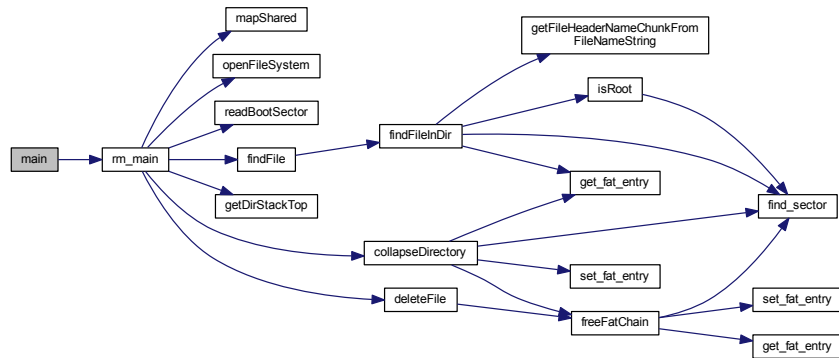 main
rm_main
mapShared
openFileSystem
readBootSector
findFile
getDirStackTop
collapseDirectory
deleteFile
findFileInDir
getFileHeaderNameChunkFrom
FileNameString
isRoot
get_fat_entry
set_fat_entry
freeFatChain
find_sector
set_fat_entry
get_fat_entry